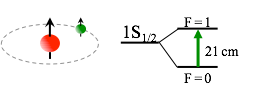 F = 1
1S1/2
21 cm
F = 0